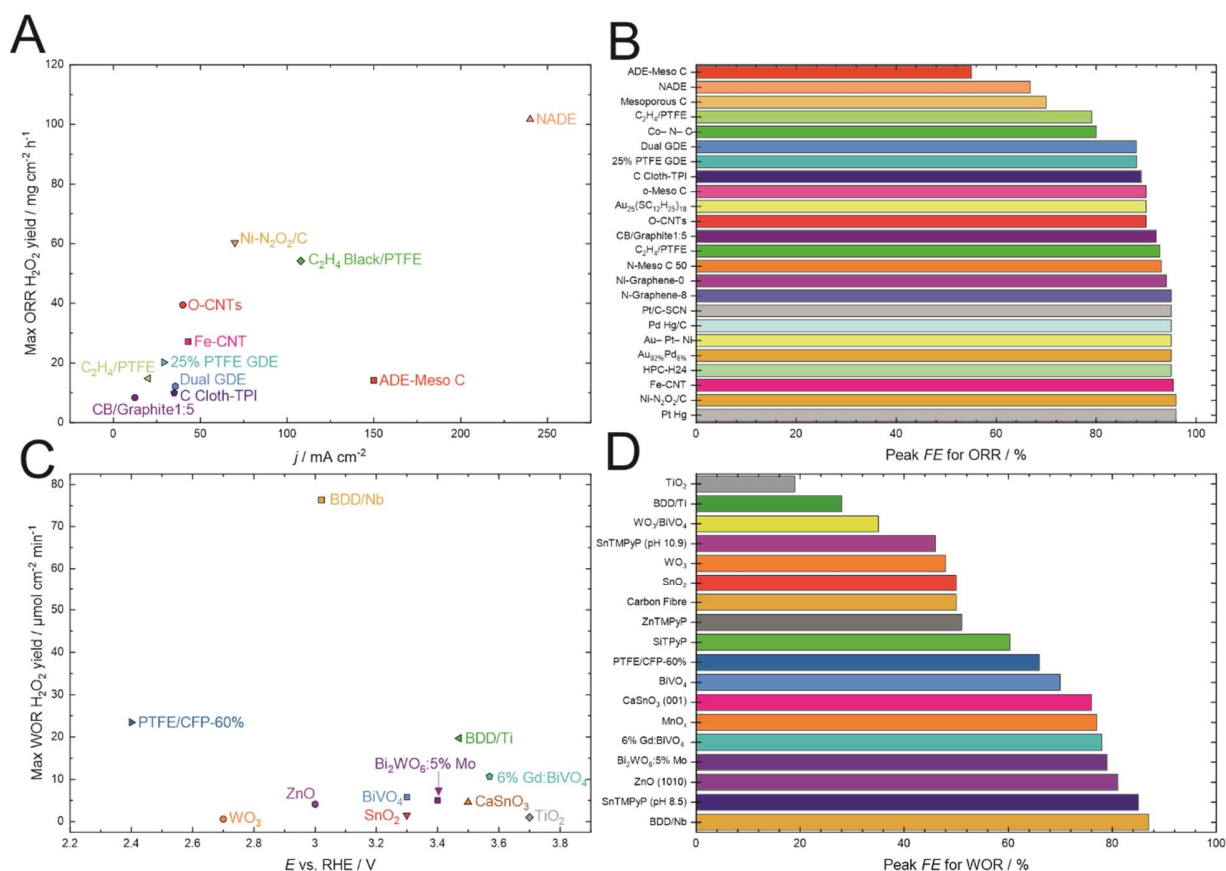 A
Max ORR H₂O₂ yield / mg cm⁻² h⁻¹
120
100
80
60
40
20
0
NADE
Ni-N₂O₂/C
C₂H₄ Black/PTFE
O-CNTs
Fe-CNT
25% PTFE GDE
C₂H₄/PTFE
Dual GDE
ADE-Meso C
C Cloth-TPI
CB/Graphite1:5
0 50 100 150 200 250
j / mA cm⁻²
B
ADE-Meso C
NADE
Mesoporous C
C₂H₄/PTFE
Co– N– C
Dual GDE
25% PTFE GDE
C Cloth-TPI
o-Meso C
Au₂₅(SC₁₂H₂₅)₁₈
O-CNTs
CB/Graphite1:5
C₂H₄/PTFE
N-Meso C 50
Ni-Graphene-0
N-Graphene-8
Pt/C-SCN
Pd Hg/C
Au– Pt– Ni
Au₉₂%Pd₈%
HPC-H24
Fe-CNT
Ni-N₂O₂/C
Pt Hg
0 20 40 60 80 100
Peak FE for ORR / %
C
Max WOR H₂O₂ yield / µmol cm⁻² min⁻¹
80
75
70
65
60
55
50
45
40
35
30
25
20
15
10
5
0
BDD/Nb
PTFE/CFP-60%
BDD/Ti
Bi₂WO₆:5% Mo
6% Gd:BiVO₄
ZnO
BiVO₄
CaSnO₃
SnO₂
WO₃
TiO₂
2.2 2.4 2.6 2.8 3 3.2 3.4 3.6 3.8
E vs. RHE / V
D
TiO₂
BDD/Ti
WO₃/BiVO₄
SnTMPyP (pH 10.9)
WO₃
SnO₂
Carbon Fibre
ZnTMPyP
SiTPyP
PTFE/CFP-60%
BiVO₄
CaSnO₃ (001)
MnOₓ
6% Gd:BiVO₄
Bi₂WO₆:5% Mo
ZnO (1010)
SnTMPyP (pH 8.5)
BDD/Nb
0 20 40 60 80 100
Peak FE for WOR / %